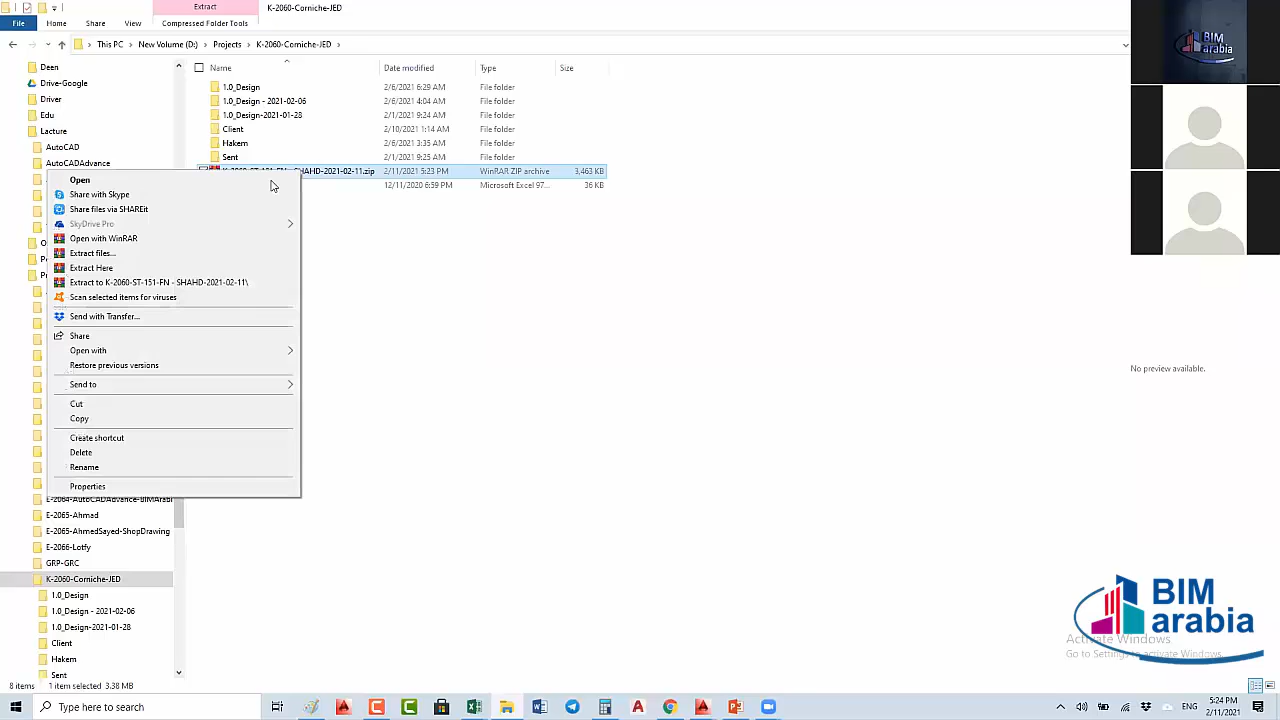 Extract
K-2060-Corniche-JED
File
Home
Share
View
Compressed Folder Tools
This PC
New Volume (D:)
Projects
K-2060-Corniche-JED
Deen
Drive-Google
Driver
Edu
Lacture
AutoCAD
AutoCADAdvance
Name
Date modified
Type
Size
1.0_Design
2/6/2021 6:29 AM
File folder
1.0_Design - 2021-02-06
2/6/2021 4:04 AM
File folder
1.0_Design-2021-01-28
2/1/2021 9:24 AM
File folder
Client
2/10/2021 1:14 AM
File folder
Hakem
2/6/2021 3:35 AM
File folder
Sent
2/1/2021 9:25 AM
File folder
SHAHD-2021-02-11.zip
2/11/2021 5:23 PM
WinRAR ZIP archive
3,463 KB
12/11/2020 6:59 PM
Microsoft Excel 97...
36 KB
Open
Share with Skype
Share files via SHAREit
SkyDrive Pro
Open with WinRAR
Extract files...
Extract Here
Extract to K-2060-ST-151-FN - SHAHD-2021-02-11\
Scan selected items for viruses
Send with Transfer...
Share
Open with
Restore previous versions
Send to
Cut
Copy
Create shortcut
Delete
Rename
Properties
E-2064-AutoCADAdvance-BIMArabi
E-2065-Ahmad
E-2065-AhmedSayed-ShopDrawing
E-2066-Lotfy
GRP-GRC
K-2060-Corniche-JED
1.0_Design
1.0_Design - 2021-02-06
1.0_Design-2021-01-28
Client
Hakem
Sent
8 items
1 item selected 3.38 MB
No preview available.
BIM
arabia
BIM
arabia
Activate Windows
Go to Settings to activate Windows.
Type here to search
ENG
5:24 PM
2/11/2021